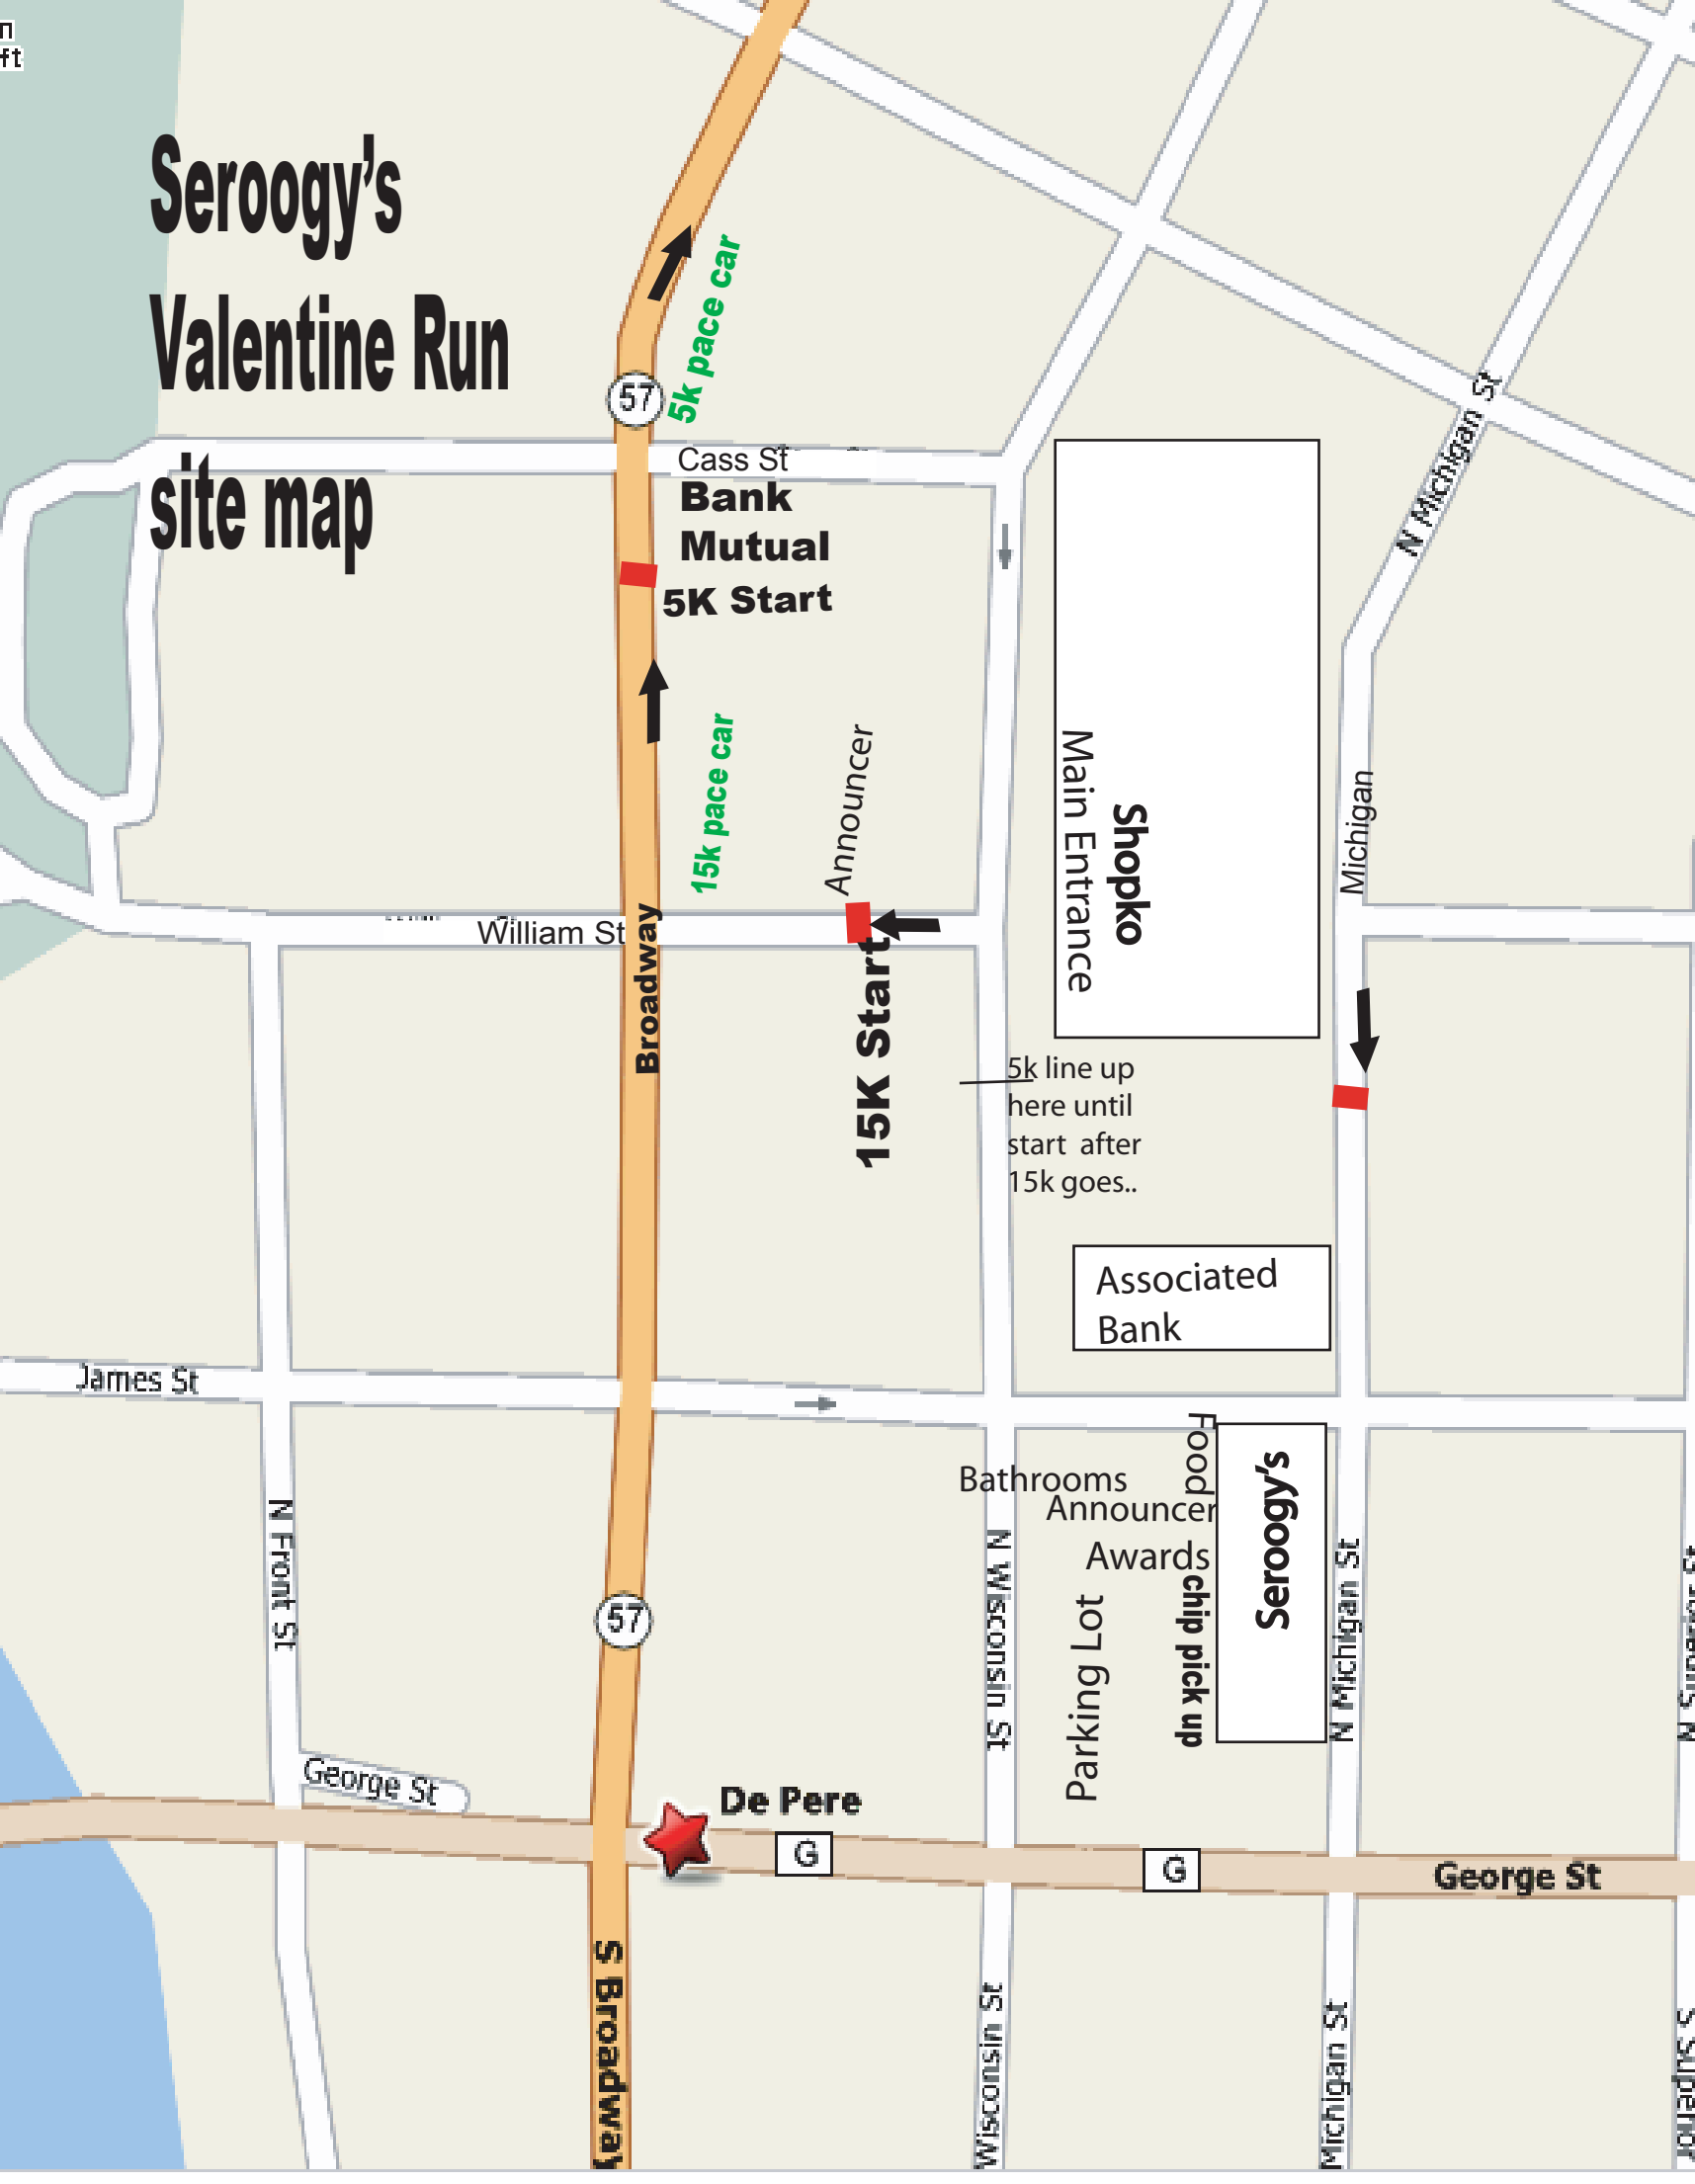 n
ft
Seroogy's
Valentine Run
site map
5k pace car
57
Cass St
Bank
Mutual
5K Start
N Michigan St
15k pace car
Announcer
Main Entrance
Shopko
Michigan
William St
Broadway
15K Start
5k line up
here until
start after
15k goes..
Associated
Bank
James St
Food
Bathrooms
Announcer
Awards
chip pick up
Seroogy's
Parking Lot
N Front St
N Wisconsin St
N Michigan St
57
George St
De Pere
G
G
George St
S Broadway
Wisconsin St
Michigan St
S Superior